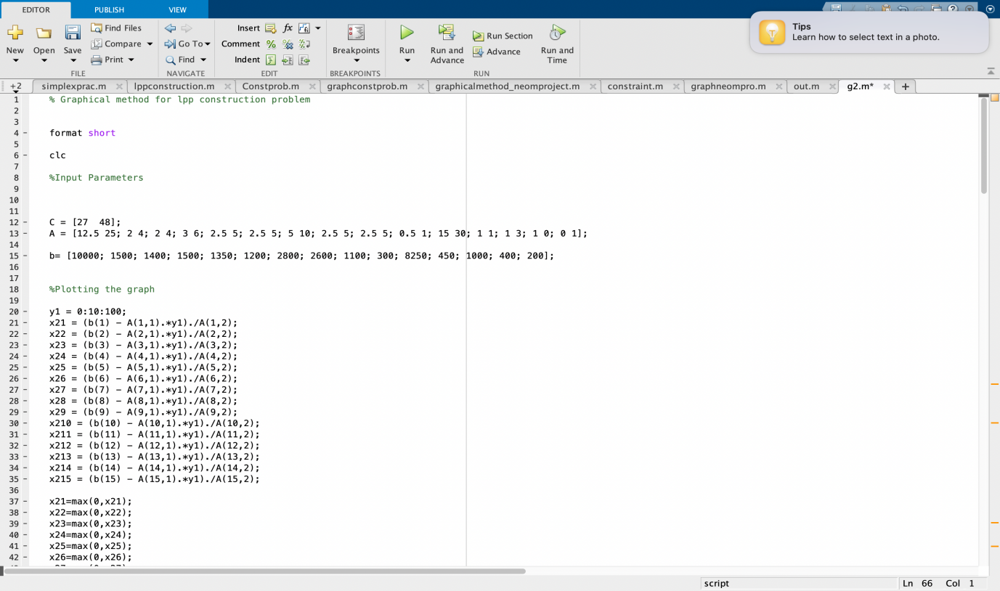 EDITOR PUBLISH VIEW
Tips
Learn how to select text in a photo.
New Open Save Find Files Compare Print
Go To Find
Insert fx
Comment
Indent
Breakpoints
Run
Run and Advance
Run Section
Advance
Run and Time
FILE NAVIGATE EDIT BREAKPOINTS RUN
+2 simplexprac.m lppconstruction.m Constprob.m graphconstprob.m graphicalmethod_neomproject.m constraint.m graphneompro.m out.m g2.m* +
1 % Graphical method for lpp construction problem
2
3
4 – format short
5
6 – clc
7
8 %Input Parameters
9
10
11
12 – C = [27  48];
13 – A = [12.5 25; 2 4; 2 4; 3 6; 2.5 5; 2.5 5; 5 10; 2.5 5; 2.5 5; 0.5 1; 15 30; 1 1; 1 3; 1 0; 0 1];
14
15 – b= [10000; 1500; 1400; 1500; 1350; 1200; 2800; 2600; 1100; 300; 8250; 450; 1000; 400; 200];
16
17
18 %Plotting the graph
19
20 – y1 = 0:10:100;
21 – x21 = (b(1) - A(1,1).*y1)./A(1,2);
22 – x22 = (b(2) - A(2,1).*y1)./A(2,2);
23 – x23 = (b(3) - A(3,1).*y1)./A(3,2);
24 – x24 = (b(4) - A(4,1).*y1)./A(4,2);
25 – x25 = (b(5) - A(5,1).*y1)./A(5,2);
26 – x26 = (b(6) - A(6,1).*y1)./A(6,2);
27 – x27 = (b(7) - A(7,1).*y1)./A(7,2);
28 – x28 = (b(8) - A(8,1).*y1)./A(8,2);
29 – x29 = (b(9) - A(9,1).*y1)./A(9,2);
30 – x210 = (b(10) - A(10,1).*y1)./A(10,2);
31 – x211 = (b(11) - A(11,1).*y1)./A(11,2);
32 – x212 = (b(12) - A(12,1).*y1)./A(12,2);
33 – x213 = (b(13) - A(13,1).*y1)./A(13,2);
34 – x214 = (b(14) - A(14,1).*y1)./A(14,2);
35 – x215 = (b(15) - A(15,1).*y1)./A(15,2);
36
37 – x21=max(0,x21);
38 – x22=max(0,x22);
39 – x23=max(0,x23);
40 – x24=max(0,x24);
41 – x25=max(0,x25);
42 – x26=max(0,x26);
script Ln 66 Col 1